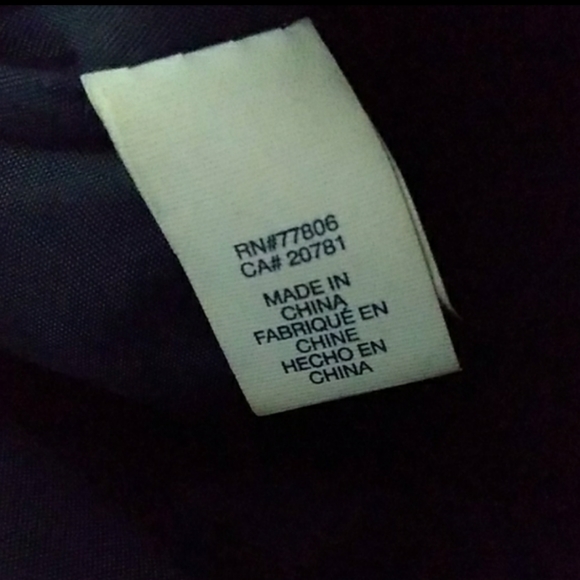 RN#77806
CA# 20781
MADE IN
CHINA
FABRIQUÉ EN
CHINE
HECHO EN
CHINA